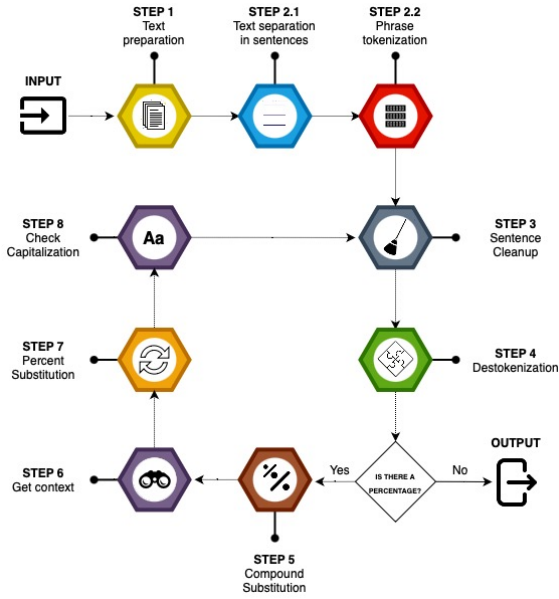 STEP 1
Text
preparation
STEP 2.1
Text separation
in sentences
STEP 2.2
Phrase
tokenization
INPUT
STEP 8
Check
Capitalization
Aa
STEP 3
Sentence
Cleanup
STEP 7
Percent
Substitution
STEP 4
Destokenization
STEP 6
Get context
Yes
IS THERE A
PERCENTAGE?
No
OUTPUT
STEP 5
Compound
Substitution